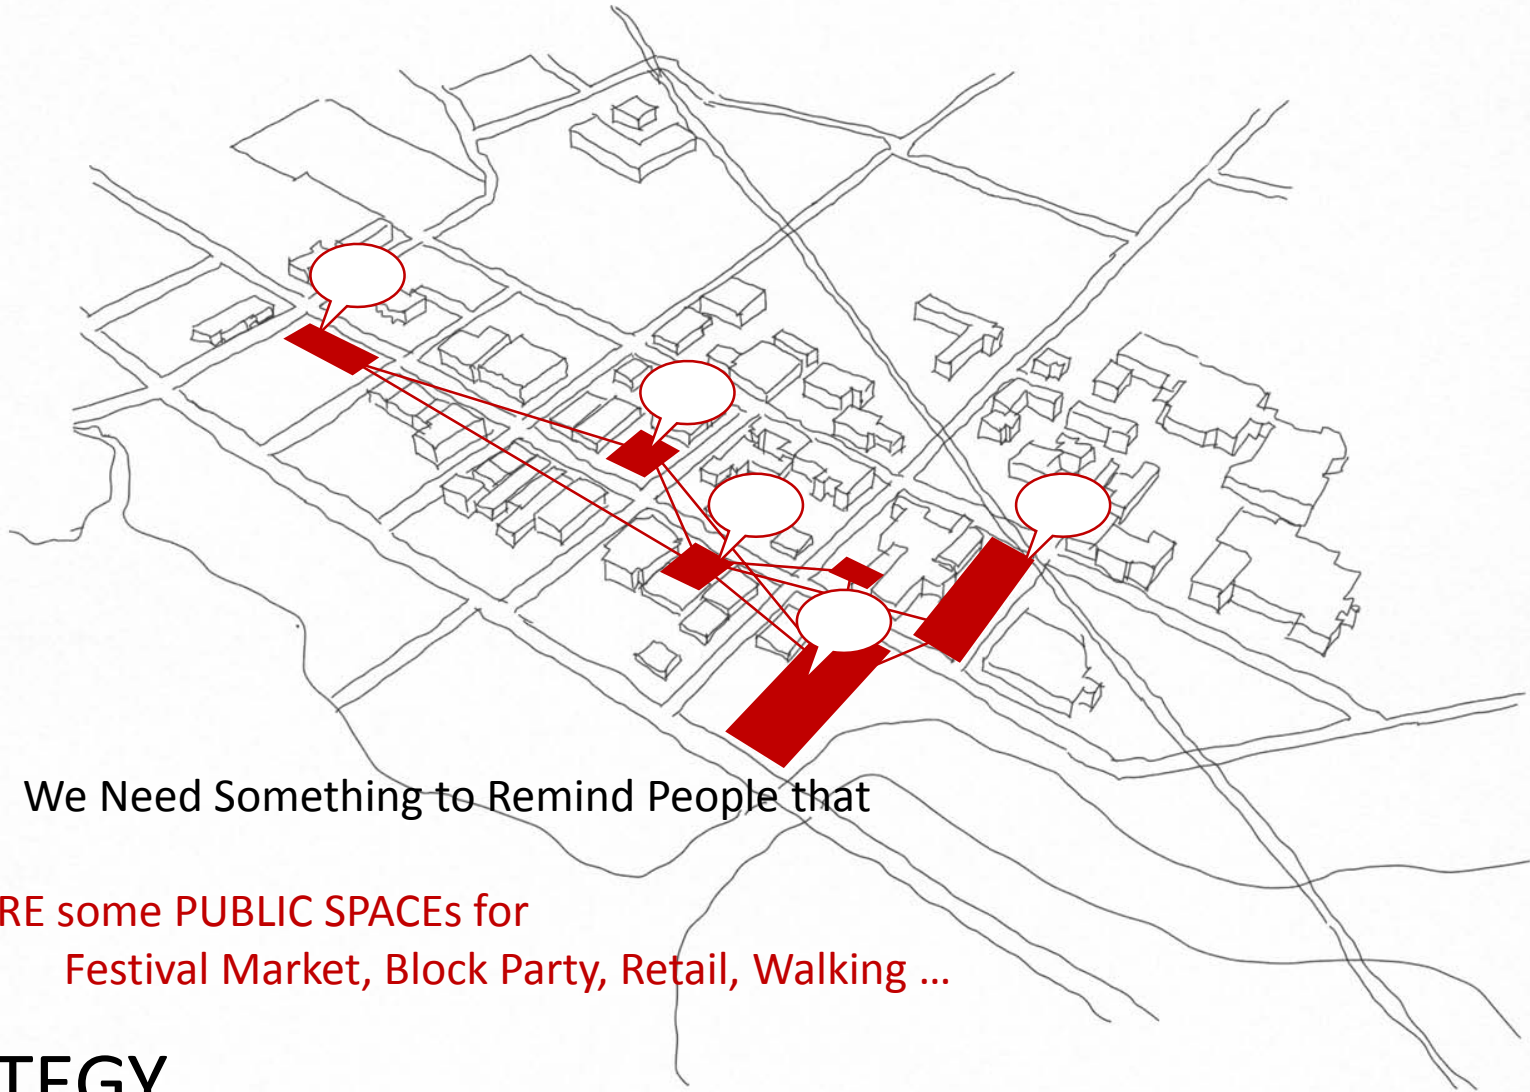 We Need Something to Remind People that
RE some PUBLIC SPACEs for
Festival Market, Block Party, Retail, Walking ...
TEGY